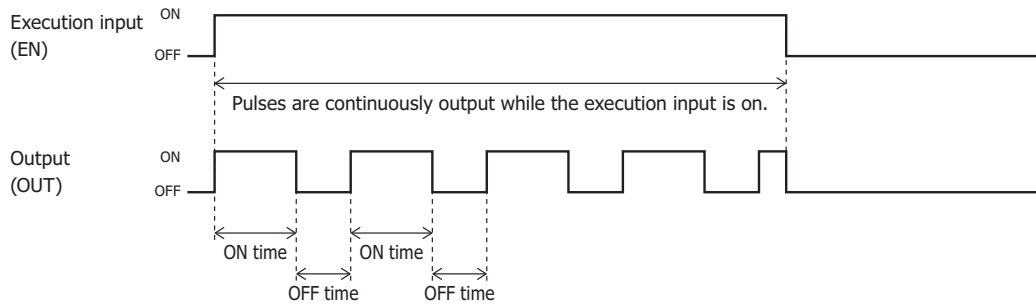 Execution input
(EN)
ON
OFF
Pulses are continuously output while the execution input is on.
Output
(OUT)
ON
OFF
ON time
ON time
OFF time
OFF time